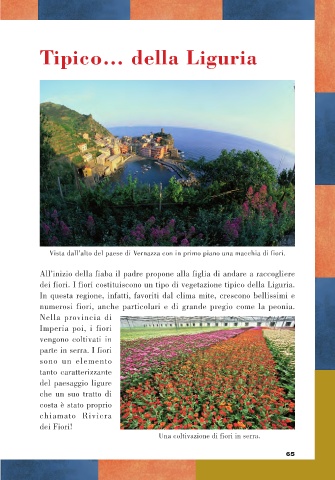 Tipico... della Liguria
Vista dall'alto del paese di Vernazza con in primo piano una macchia di fiori.
All'inizio della fiaba il padre propone alla figlia di andare a raccogliere
dei fiori. I fiori costituiscono un tipo di vegetazione tipico della Liguria.
In questa regione, infatti, favoriti dal clima mite, crescono bellissimi e
numerosi fiori, anche particolari e di grande pregio come la peonia.
Nella provincia di
Imperia poi, i fiori
vengono coltivati in
parte in serra. I fiori
sono un elemento
tanto caratterizzante
del paesaggio ligure
che un suo tratto di
costa è stato proprio
chiamato Riviera
dei Fiori!
Una coltivazione di fiori in serra.
65